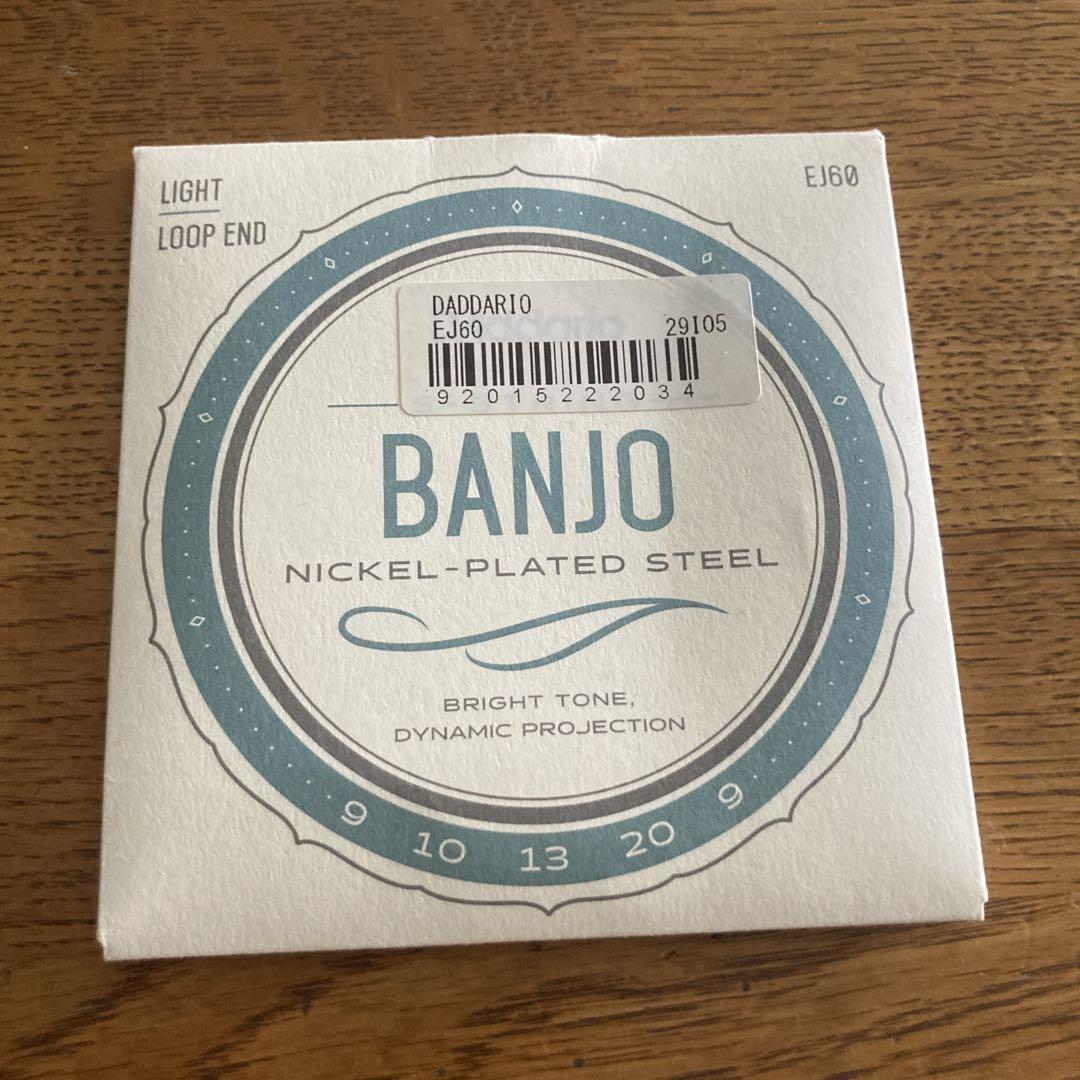 LIGHT
LOOP END
EJ60
DADDARIO
EJ60 29I05
92015222034
BANJO
NICKEL-PLATED STEEL
BRIGHT TONE,
DYNAMIC PROJECTION
9 10 13 20 9